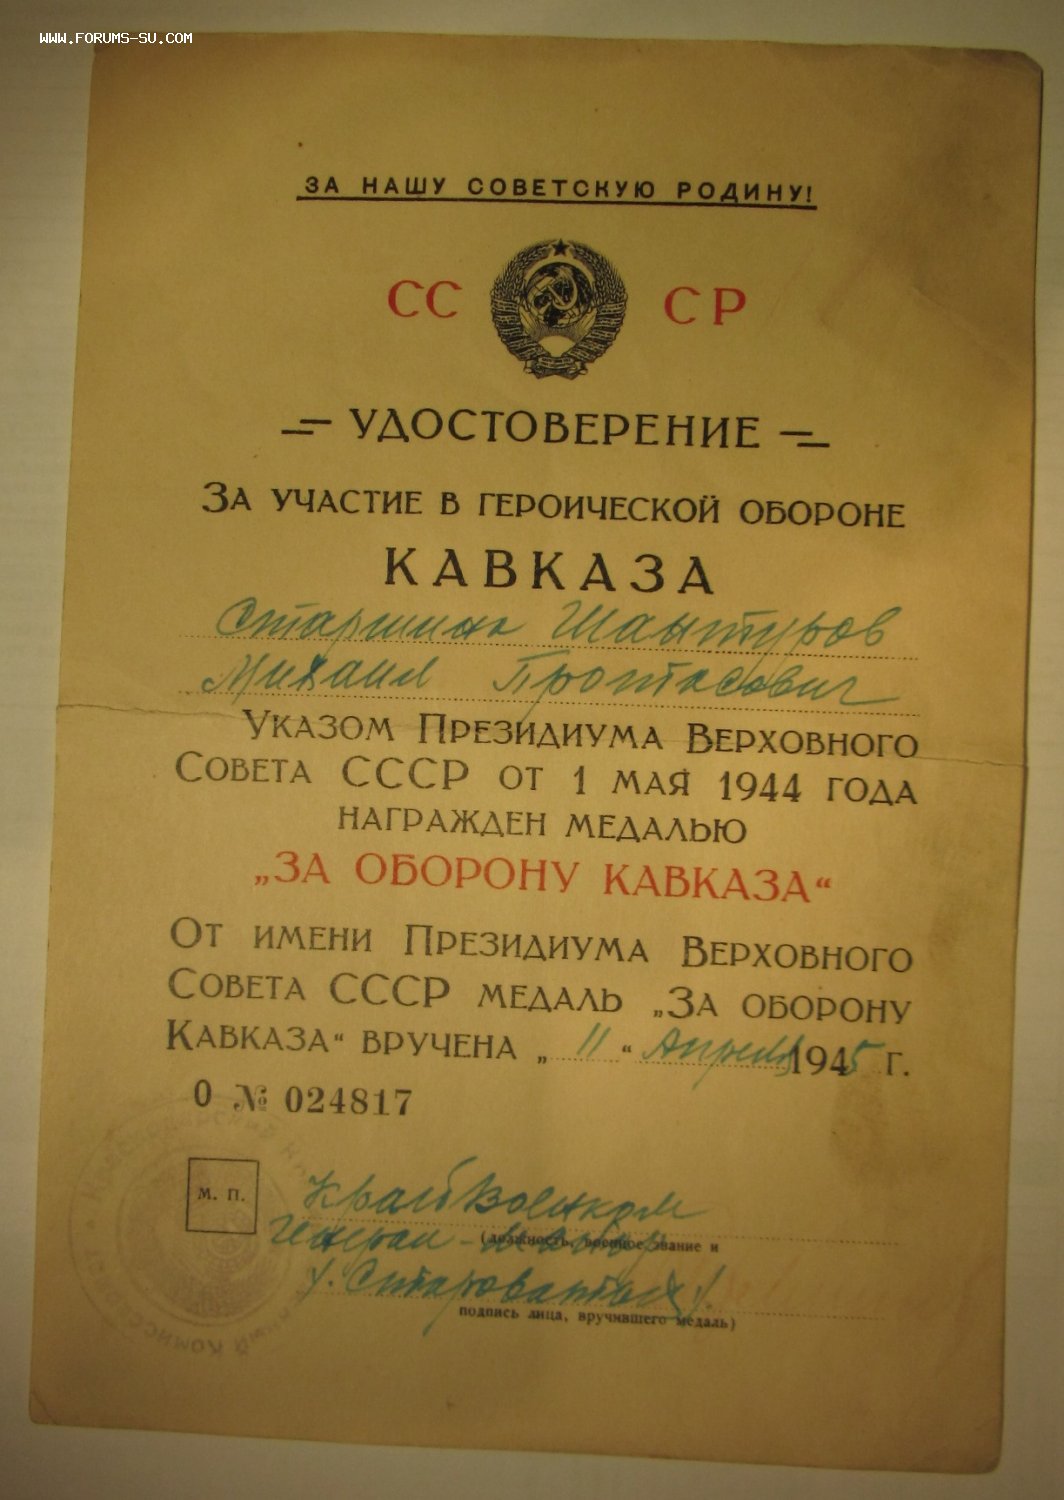 WWW.FORUMS-SU.COM
ЗА НАШУ СОВЕТСКУЮ РОДИНУ!
СС СР
УДОСТОВЕРЕНИЕ
ЗА УЧАСТИЕ В ГЕРОИЧЕСКОЙ ОБОРОНЕ
КАВКАЗА
Старшина Шантуров
Михаил Протасович
УКАЗОМ ПРЕЗИДИУМА ВЕРХОВНОГО
СОВЕТА СССР ОТ 1 МАЯ 1944 ГОДА
НАГРАЖДЕН МЕДАЛЬЮ
„ЗА ОБОРОНУ КАВКАЗА“
ОТ ИМЕНИ ПРЕЗИДИУМА ВЕРХОВНОГО
СОВЕТА СССР МЕДАЛЬ „ЗА ОБОРОНУ
КАВКАЗА“ ВРУЧЕНА „ 11 “ Апреля 1945 Г.
О № 024817
М. П.
Крайвоенком
Генерал-майор
(должность, военное звание и
подпись лица, вручившего медаль)